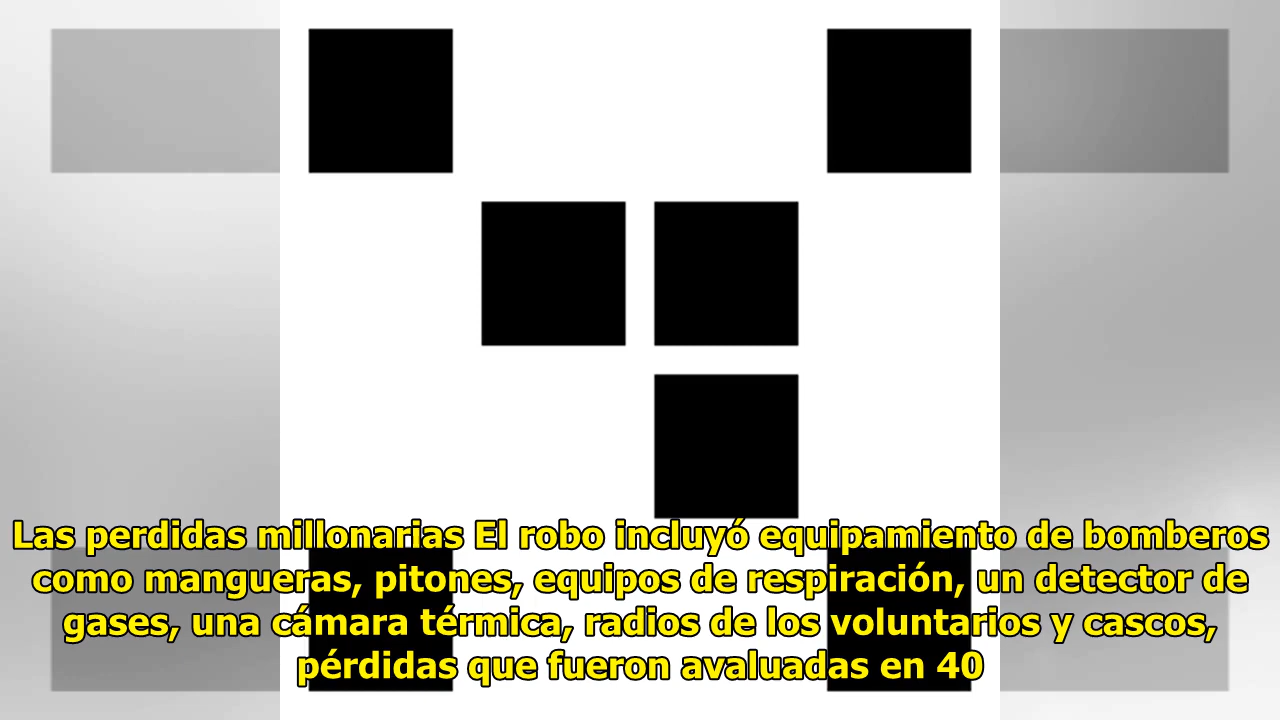 Las perdidas millonarias El robo incluyó equipamiento de bomberos
como mangueras, pitones, equipos de respiración, un detector de
gases, una cámara térmica, radios de los voluntarios y cascos,
pérdidas que fueron avaluadas en 40